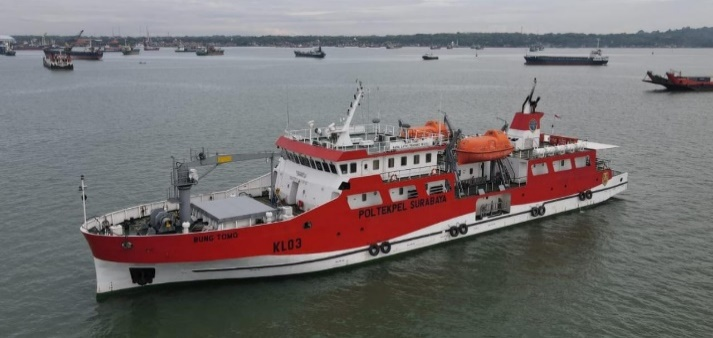 BUNG TOMO
KL03
POLTEKPEL SURABAYA